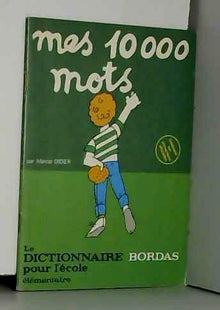 mes 10 000
mots
par Marcel DIDIER
Le
DICTIONNAIRE BORDAS
pour l'école
élémentaire